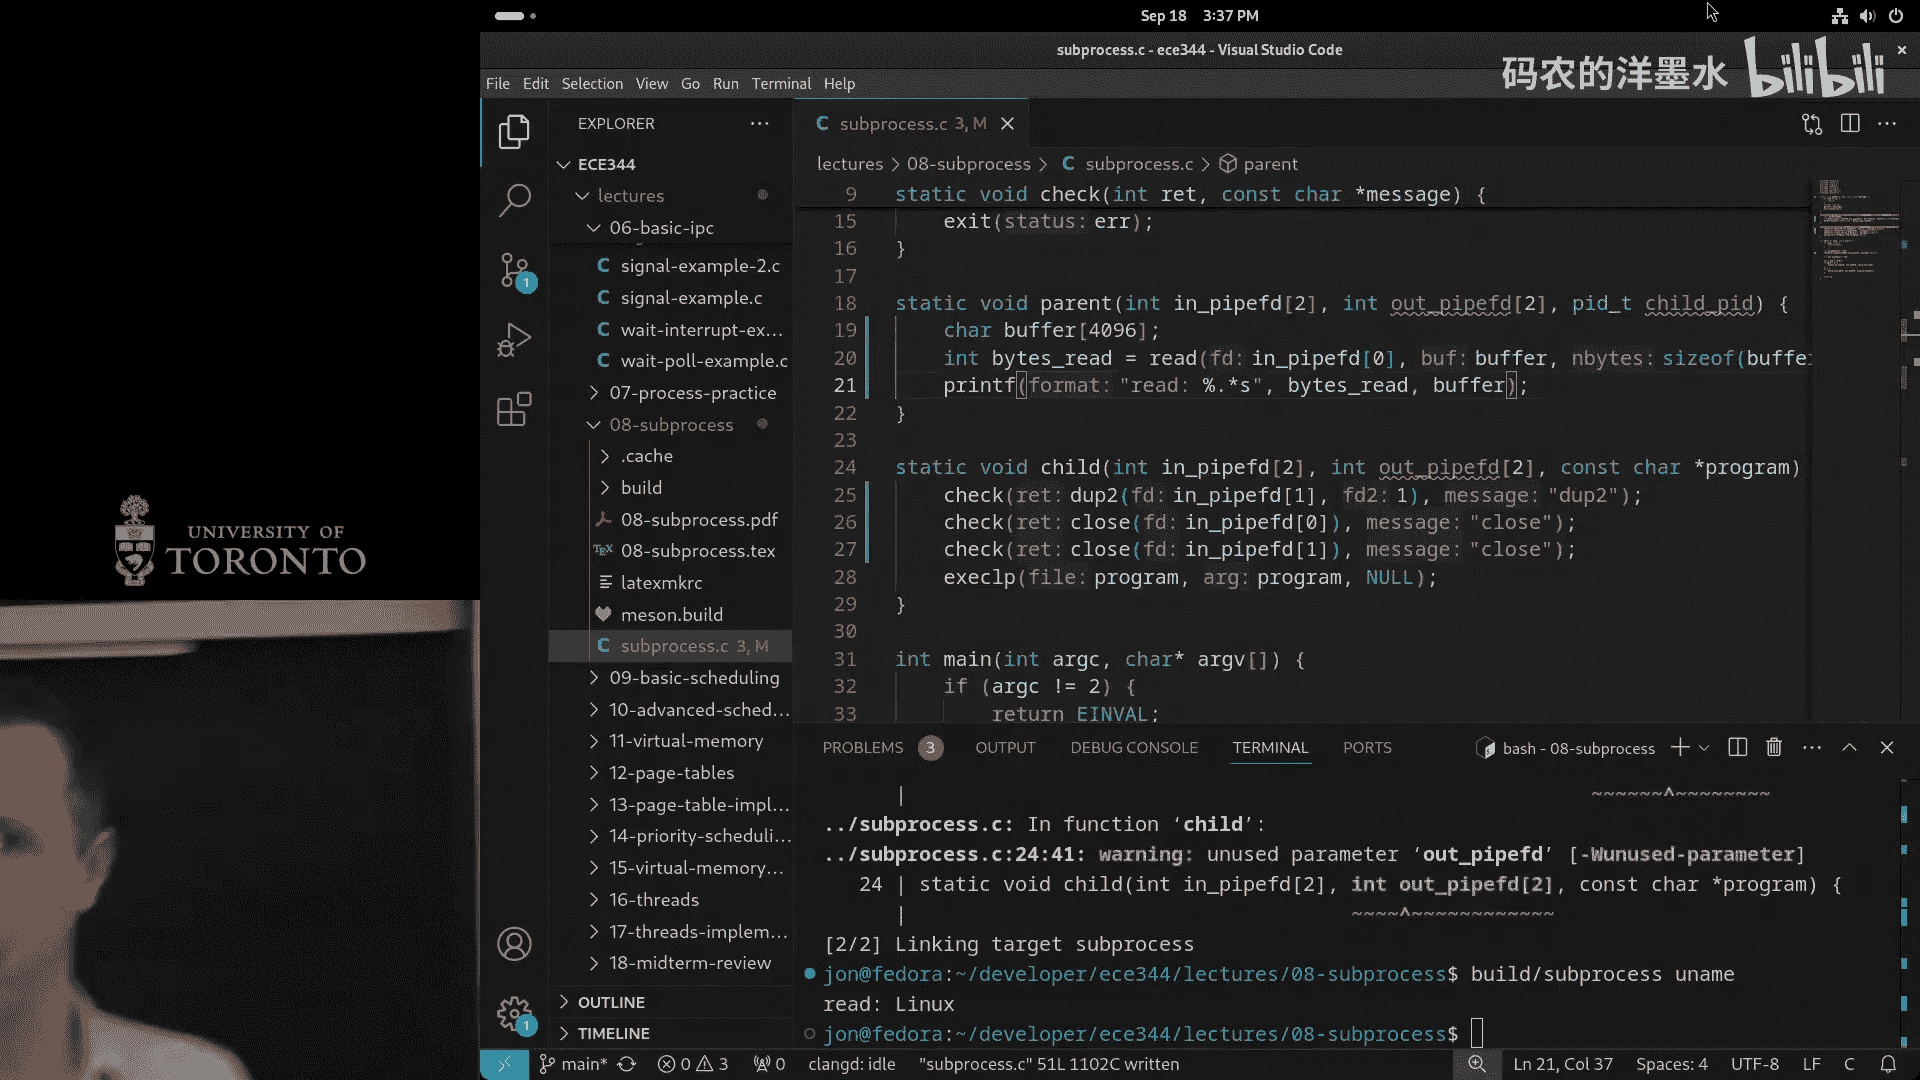 Sep 18 3:37 PM
subprocess.c - ece344 - Visual Studio Code
码农的洋墨水 bilibili
File Edit Selection View Go Run Terminal Help
EXPLORER
subprocess.c 3, M
ECE344
lectures > 08-subprocess > C subprocess.c > parent
lectures
06-basic-ipc
signal-example-2.c
signal-example.c
wait-interrupt-ex...
wait-poll-example.c
07-process-practice
08-subprocess
.cache
build
08-subprocess.pdf
08-subprocess.tex
latexmkrc
meson.build
subprocess.c 3, M
09-basic-scheduling
10-advanced-sched...
11-virtual-memory
12-page-tables
13-page-table-impl...
14-priority-scheduli...
15-virtual-memory...
16-threads
17-threads-implem...
18-midterm-review
OUTLINE
TIMELINE
9 static void check(int ret, const char *message) {
15 exit(status: err);
16 }
17
18 static void parent(int in_pipefd[2], int out_pipefd[2], pid_t child_pid) {
19 char buffer[4096];
20 int bytes_read = read(fd: in_pipefd[0], buf: buffer, nbytes: sizeof(buffer
21 printf(format: "read: %.*s", bytes_read, buffer);
22 }
23
24 static void child(int in_pipefd[2], int out_pipefd[2], const char *program)
25 check(ret: dup2(fd: in_pipefd[1], fd2: 1), message: "dup2");
26 check(ret: close(fd: in_pipefd[0]), message: "close");
27 check(ret: close(fd: in_pipefd[1]), message: "close");
28 execlp(file: program, arg: program, NULL);
29 }
30
31 int main(int argc, char* argv[]) {
32 if (argc != 2) {
33 return EINVAL;
PROBLEMS 3 OUTPUT DEBUG CONSOLE TERMINAL PORTS bash - 08-subprocess
| ~~~~~~^~~~~~~~~
../subprocess.c: In function ‘child’:
../subprocess.c:24:41: warning: unused parameter ‘out_pipefd’ [-Wunused-parameter]
24 | static void child(int in_pipefd[2], int out_pipefd[2], const char *program) {
| ~~~~^~~~~~~~~~~~~
[2/2] Linking target subprocess
jon@fedora:~/developer/ece344/lectures/08-subprocess$ build/subprocess uname
read: Linux
jon@fedora:~/developer/ece344/lectures/08-subprocess$
main* 0 3 0 clangd: idle "subprocess.c" 51L 1102C written Ln 21, Col 37 Spaces: 4 UTF-8 LF C
UNIVERSITY OF
TORONTO
1
1